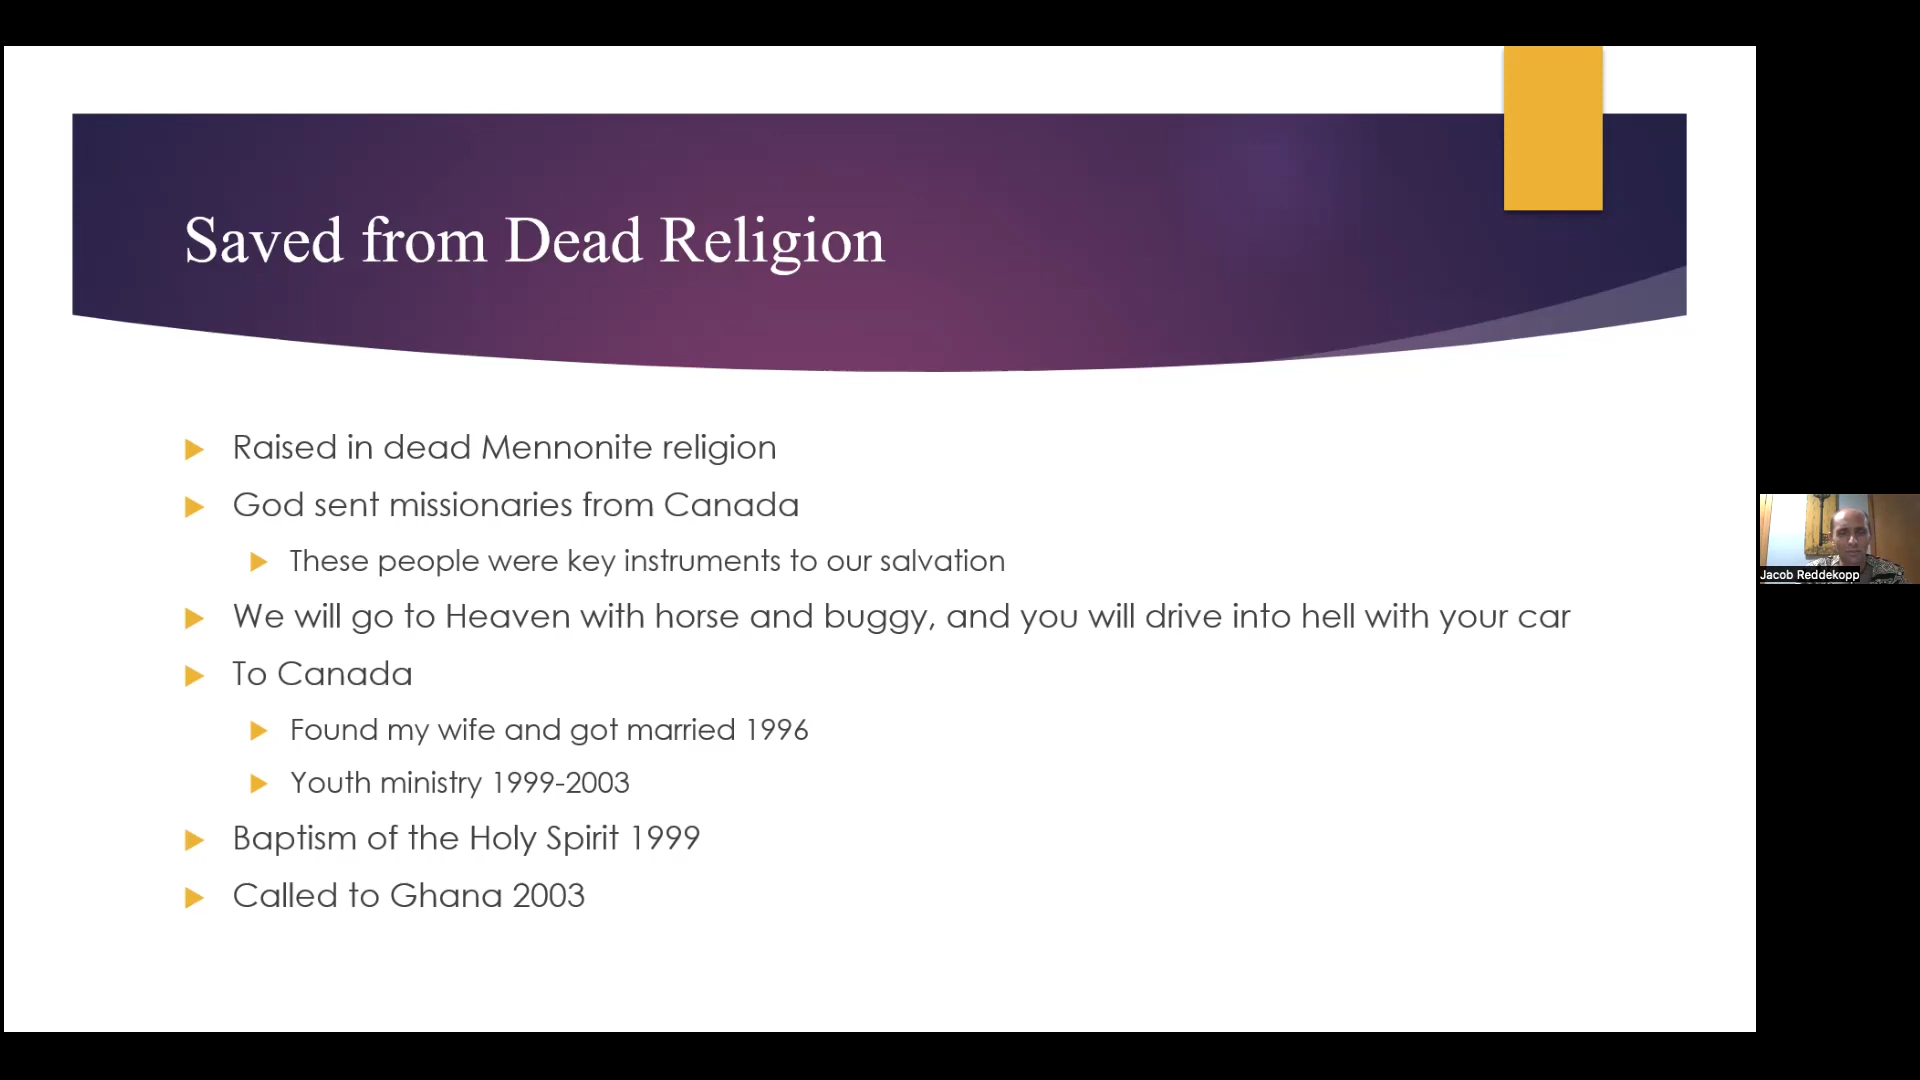 Saved from Dead Religion
Raised in dead Mennonite religion
God sent missionaries from Canada
These people were key instruments to our salvation
We will go to Heaven with horse and buggy, and you will drive into hell with your car
To Canada
Found my wife and got married 1996
Youth ministry 1999-2003
Baptism of the Holy Spirit 1999
Called to Ghana 2003
Jacob Reddekopp